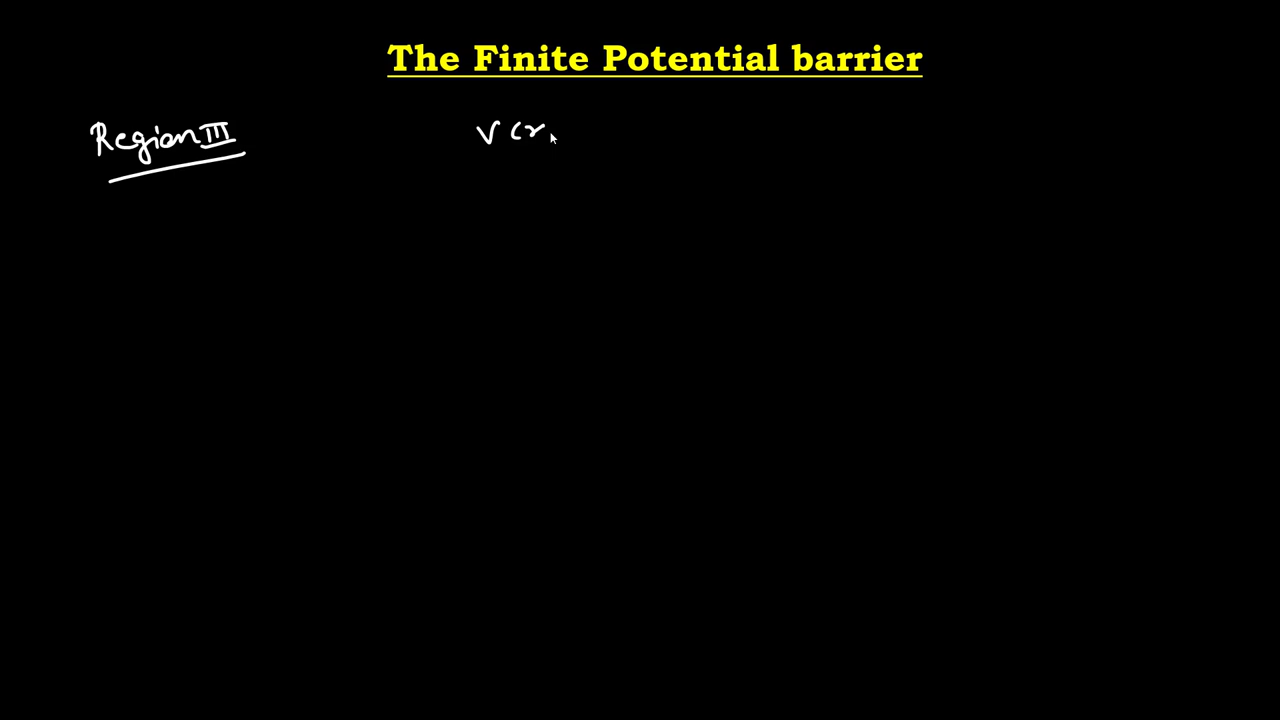 The Finite Potential barrier
Region III
V (x